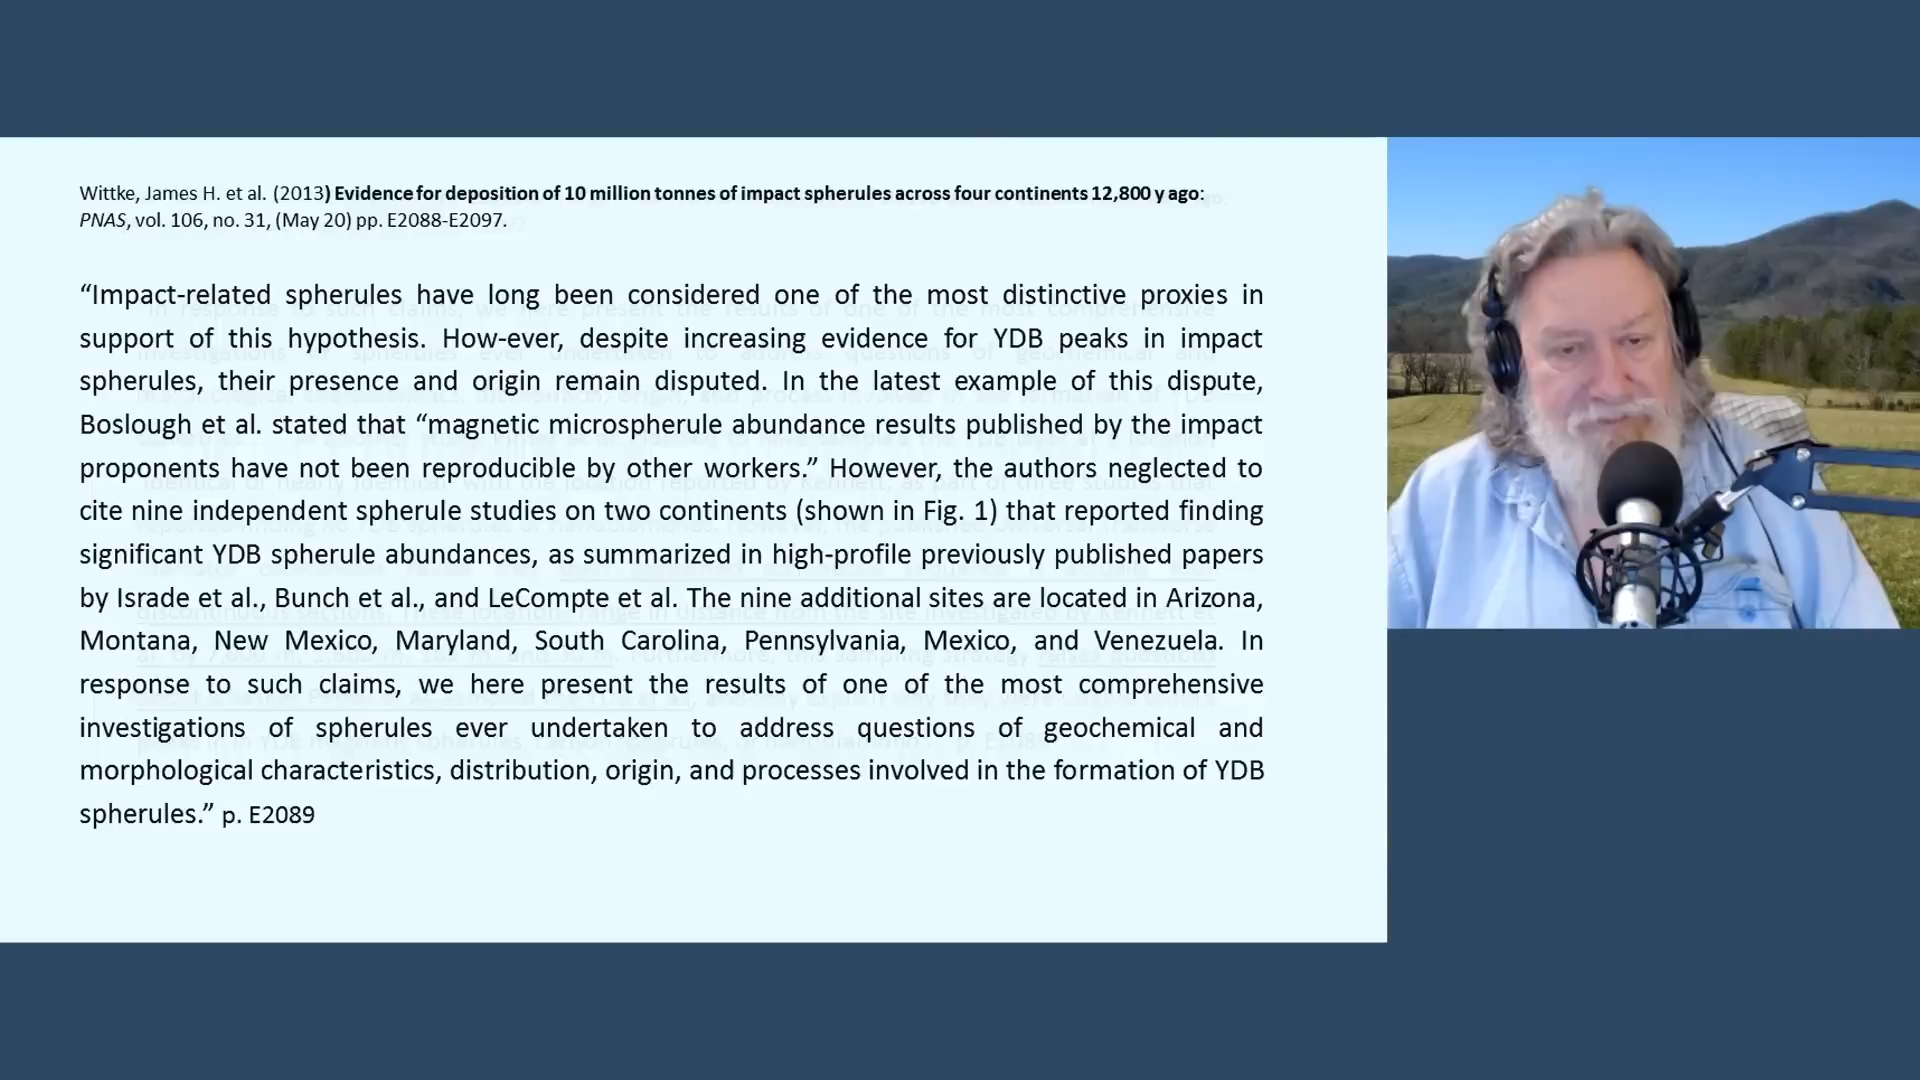 Wittke, James H. et al. (2013) Evidence for deposition of 10 million tonnes of impact spherules across four continents 12,800 y ago:
PNAS, vol. 106, no. 31, (May 20) pp. E2088-E2097.
“Impact-related spherules have long been considered one of the most distinctive proxies in
support of this hypothesis. How-ever, despite increasing evidence for YDB peaks in impact
spherules, their presence and origin remain disputed. In the latest example of this dispute,
Boslough et al. stated that “magnetic microspherule abundance results published by the impact
proponents have not been reproducible by other workers.” However, the authors neglected to
cite nine independent spherule studies on two continents (shown in Fig. 1) that reported finding
significant YDB spherule abundances, as summarized in high-profile previously published papers
by Israde et al., Bunch et al., and LeCompte et al. The nine additional sites are located in Arizona,
Montana, New Mexico, Maryland, South Carolina, Pennsylvania, Mexico, and Venezuela. In
response to such claims, we here present the results of one of the most comprehensive
investigations of spherules ever undertaken to address questions of geochemical and
morphological characteristics, distribution, origin, and processes involved in the formation of YDB
spherules.” p. E2089